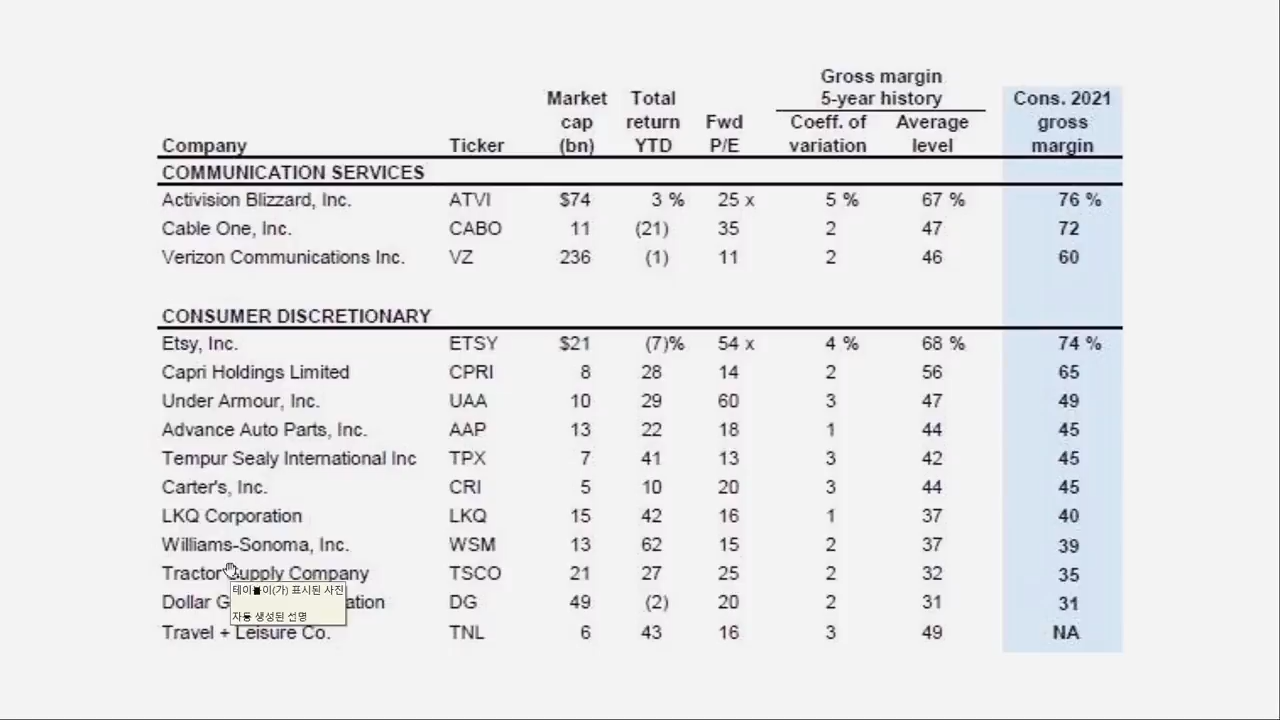 Gross margin
Market Total 5-year history Cons. 2021
cap return Fwd Coeff. of Average gross
Company Ticker (bn) YTD P/E variation level margin
COMMUNICATION SERVICES
Activision Blizzard, Inc. ATVI $74 3 % 25 x 5 % 67 % 76 %
Cable One, Inc. CABO 11 (21) 35 2 47 72
Verizon Communications Inc. VZ 236 (1) 11 2 46 60
CONSUMER DISCRETIONARY
Etsy, Inc. ETSY $21 (7)% 54 x 4 % 68 % 74 %
Capri Holdings Limited CPRI 8 28 14 2 56 65
Under Armour, Inc. UAA 10 29 60 3 47 49
Advance Auto Parts, Inc. AAP 13 22 18 1 44 45
Tempur Sealy International Inc TPX 7 41 13 3 42 45
Carter's, Inc. CRI 5 10 20 3 44 45
LKQ Corporation LKQ 15 42 16 1 37 40
Williams-Sonoma, Inc. WSM 13 62 15 2 37 39
Tractor Supply Company TSCO 21 27 25 2 32 35
테이블이(가) 표시된 사진
Dollar G ation DG 49 (2) 20 2 31 31
자동 생성된 선명
Travel + Leisure Co. TNL 6 43 16 3 49 NA